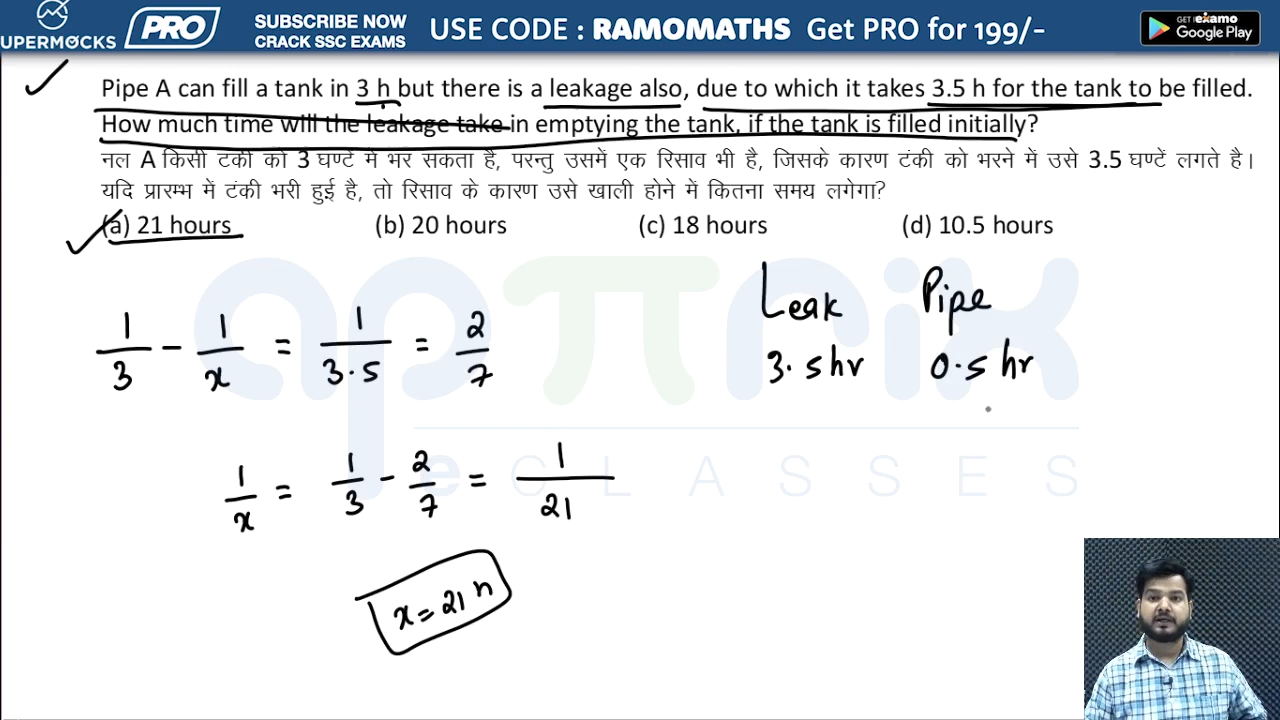 UPERMOCKS PRO SUBSCRIBE NOW USE CODE : RAMOMATHS Get PRO for 199/- GET IT examo
CRACK SSC EXAMS Google Play
Pipe A can fill a tank in 3 h but there is a leakage also, due to which it takes 3.5 h for the tank to be filled.
How much time will the leakage take in emptying the tank, if the tank is filled initially?
नल A किसी टंकी को 3 घण्टे में भर सकता है, परन्तु उसमें एक रिसाव भी है, जिसके कारण टंकी को भरने में उसे 3.5 घण्टें लगते है।
यदि प्रारम्भ में टंकी भरी हुई है, तो रिसाव के कारण उसे खाली होने में कितना समय लगेगा?
(a) 21 hours (b) 20 hours (c) 18 hours (d) 10.5 hours
Leak Pipe
1/3 - 1/x = 1/3.5 = 2/7
3.5 hr 0.5 hr
1/x = 1/3 - 2/7 = 1/21
e CLASSES
x = 21 h